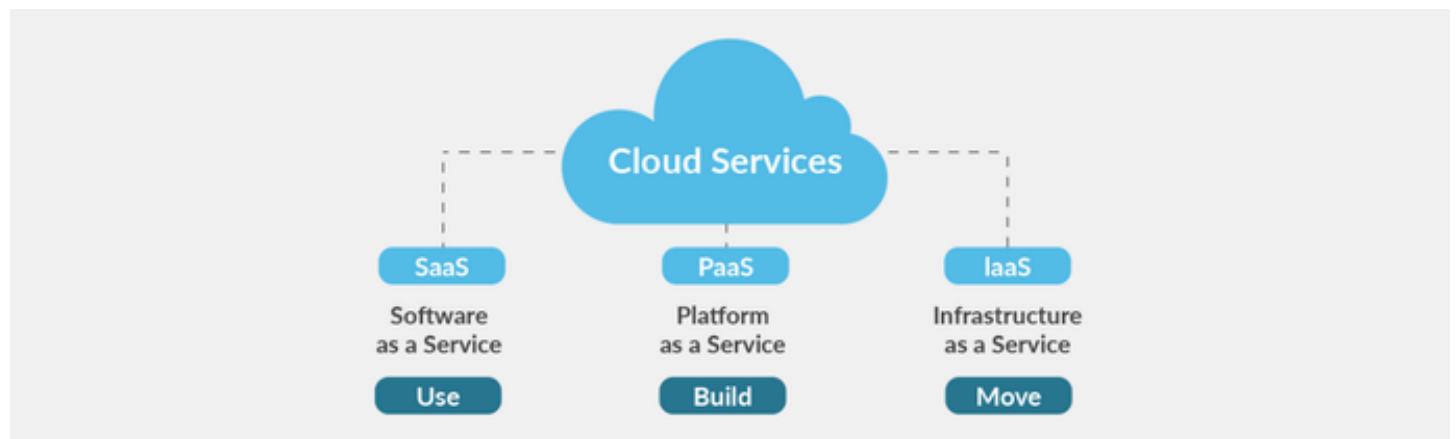 Cloud Services
SaaS
Software
as a Service
Use
PaaS
Platform
as a Service
Build
IaaS
Infrastructure
as a Service
Move